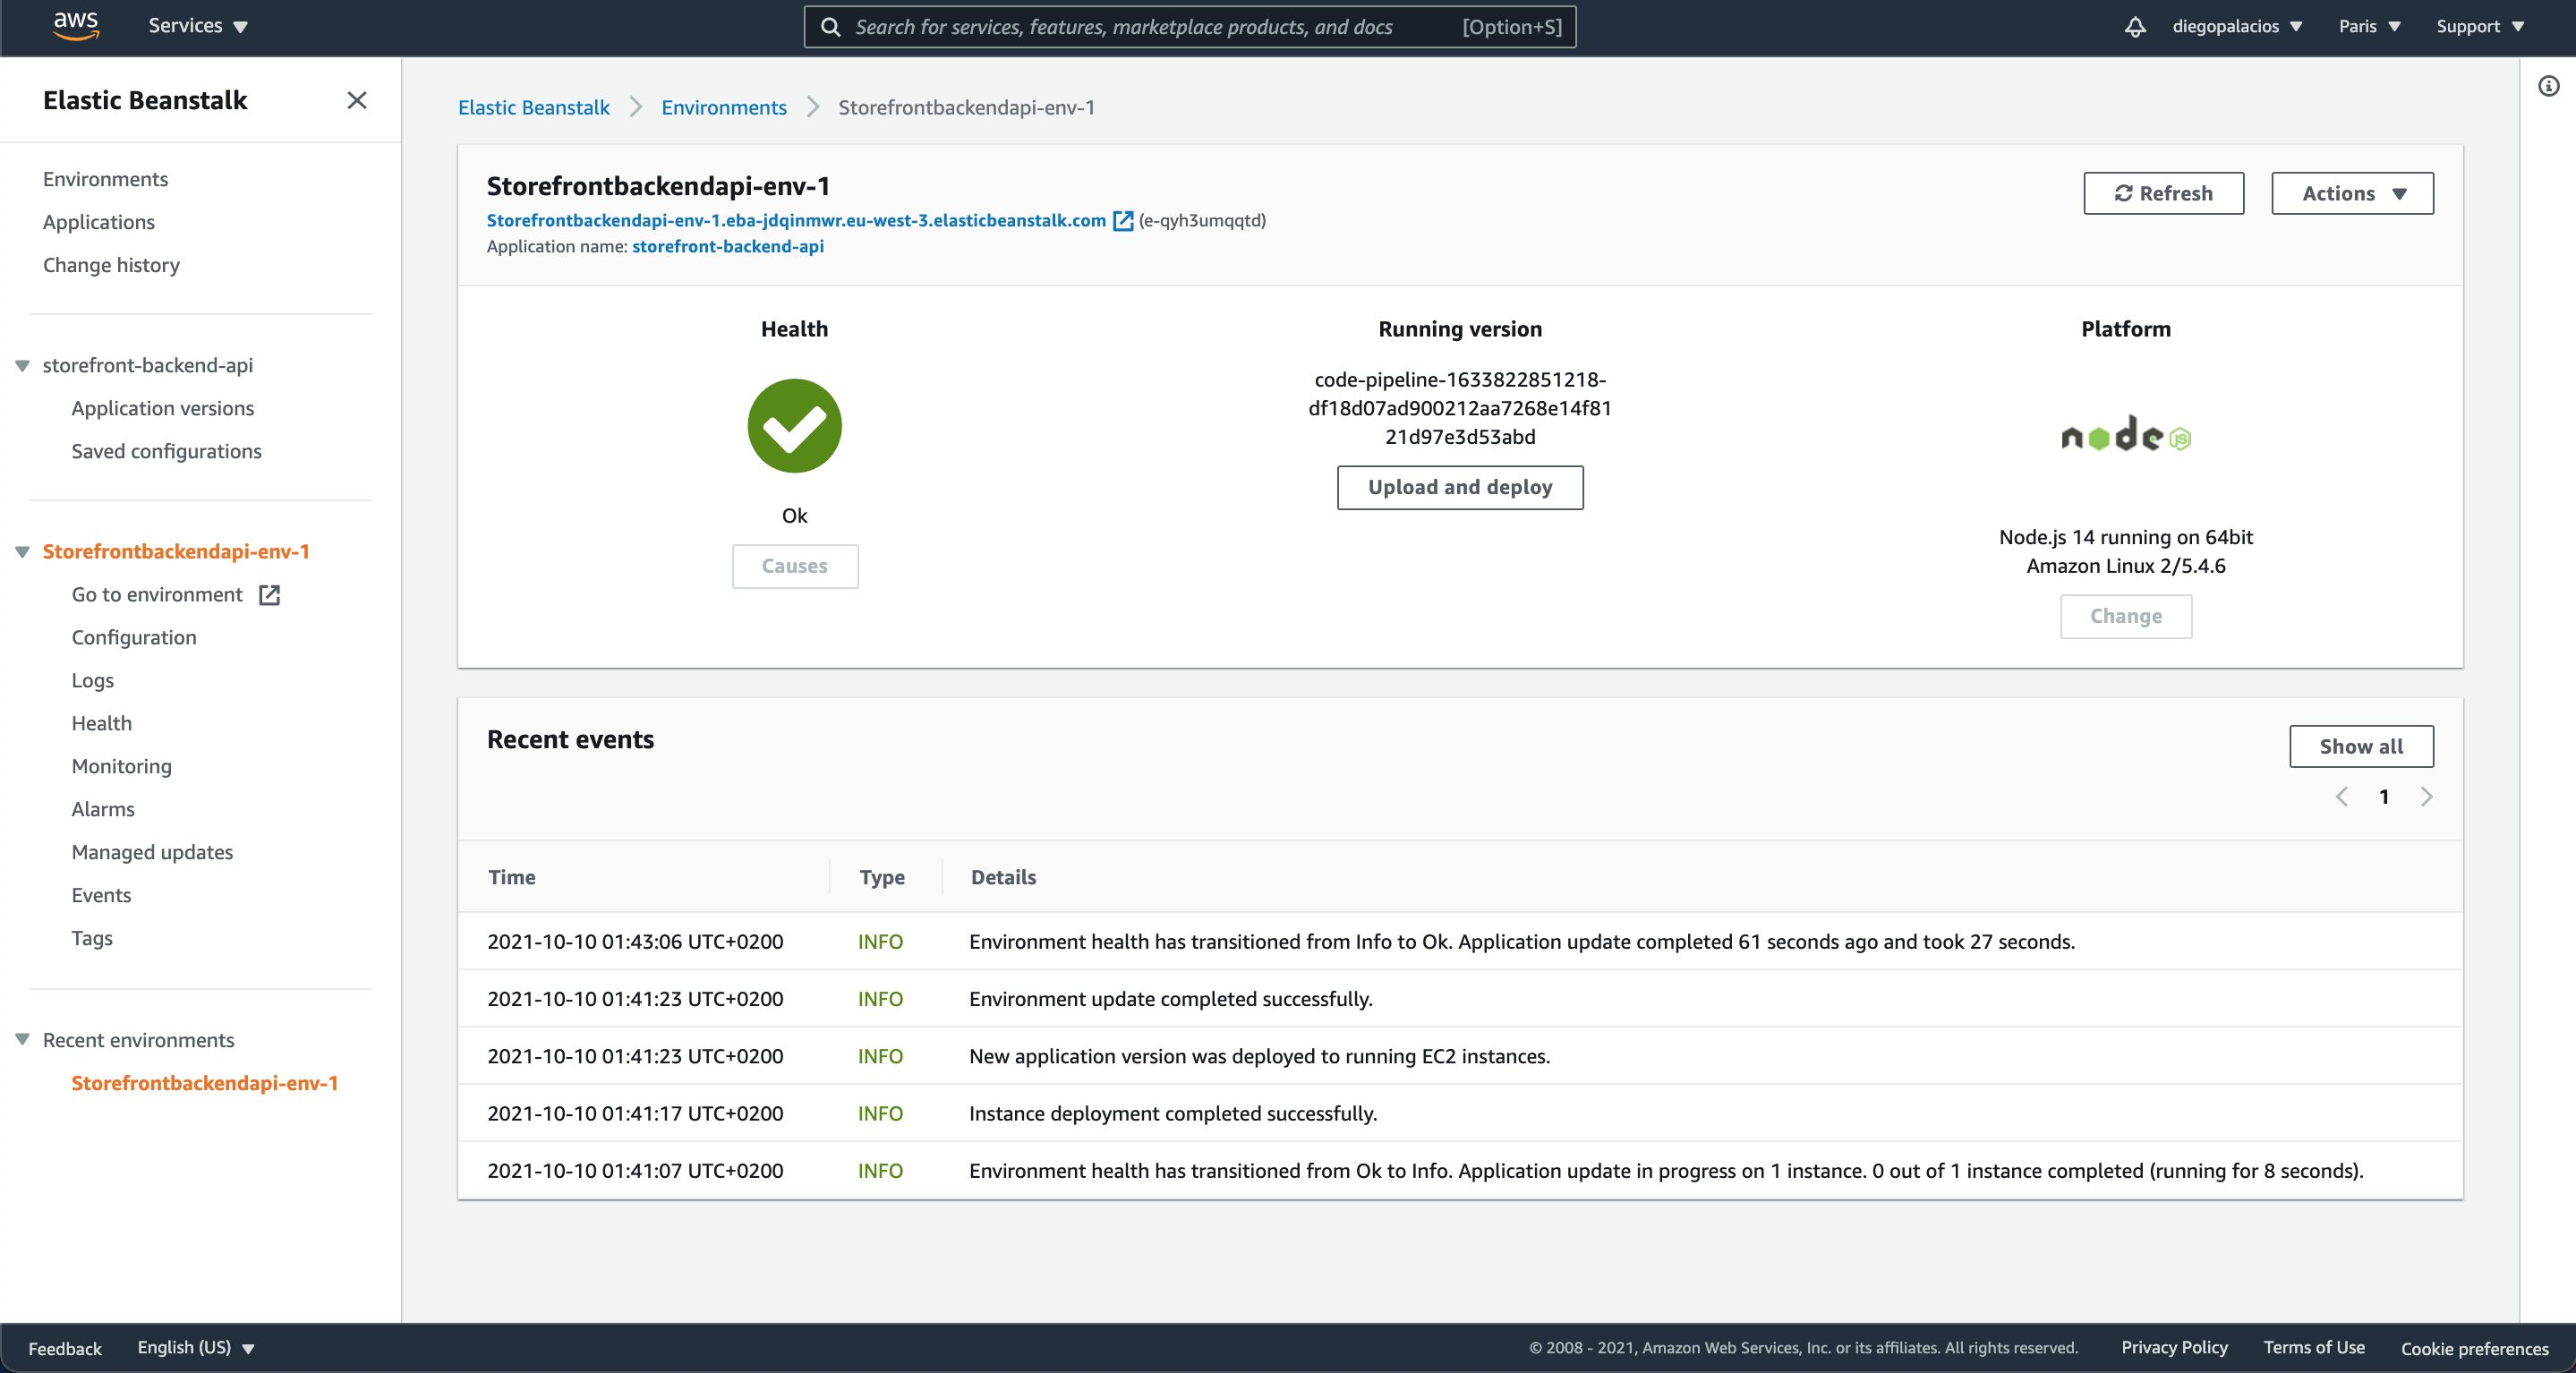 aws
Services
Search for services, features, marketplace products, and docs [Option+S]
diegopalacios
Paris
Support
Elastic Beanstalk
Environments
Applications
Change history
storefront-backend-api
Application versions
Saved configurations
Storefrontbackendapi-env-1
Go to environment
Configuration
Logs
Health
Monitoring
Alarms
Managed updates
Events
Tags
Recent environments
Storefrontbackendapi-env-1
Elastic Beanstalk > Environments > Storefrontbackendapi-env-1
Storefrontbackendapi-env-1
Storefrontbackendapi-env-1.eba-jdqinmwr.eu-west-3.elasticbeanstalk.com (e-qyh3umqqtd)
Application name: storefront-backend-api
Refresh
Actions
Health
Ok
Causes
Running version
code-pipeline-1633822851218-
df18d07ad900212aa7268e14f81
21d97e3d53abd
Upload and deploy
Platform
node JS
Node.js 14 running on 64bit
Amazon Linux 2/5.4.6
Change
Recent events
Show all
1
Time Type Details
2021-10-10 01:43:06 UTC+0200 INFO Environment health has transitioned from Info to Ok. Application update completed 61 seconds ago and took 27 seconds.
2021-10-10 01:41:23 UTC+0200 INFO Environment update completed successfully.
2021-10-10 01:41:23 UTC+0200 INFO New application version was deployed to running EC2 instances.
2021-10-10 01:41:17 UTC+0200 INFO Instance deployment completed successfully.
2021-10-10 01:41:07 UTC+0200 INFO Environment health has transitioned from Ok to Info. Application update in progress on 1 instance. 0 out of 1 instance completed (running for 8 seconds).
Feedback
English (US)
© 2008 - 2021, Amazon Web Services, Inc. or its affiliates. All rights reserved.
Privacy Policy
Terms of Use
Cookie preferences